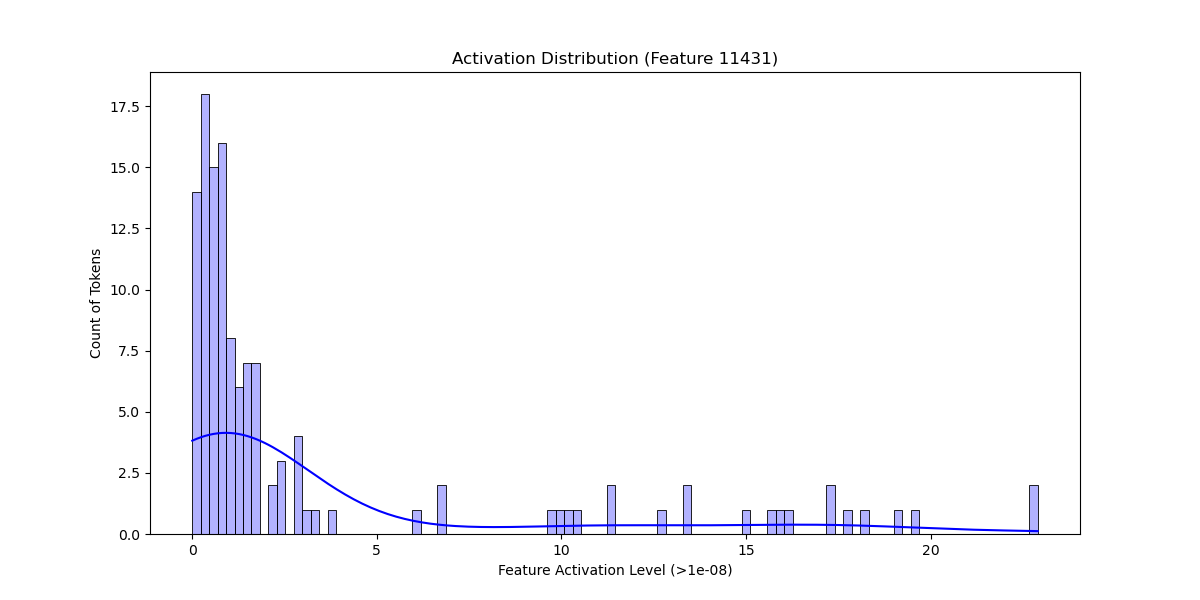 Activation Distribution (Feature 11431)
17.5
15.0
12.5
10.0
7.5
5.0
2.5
0.0
Count of Tokens
0 5 10 15 20
Feature Activation Level (>1e-08)